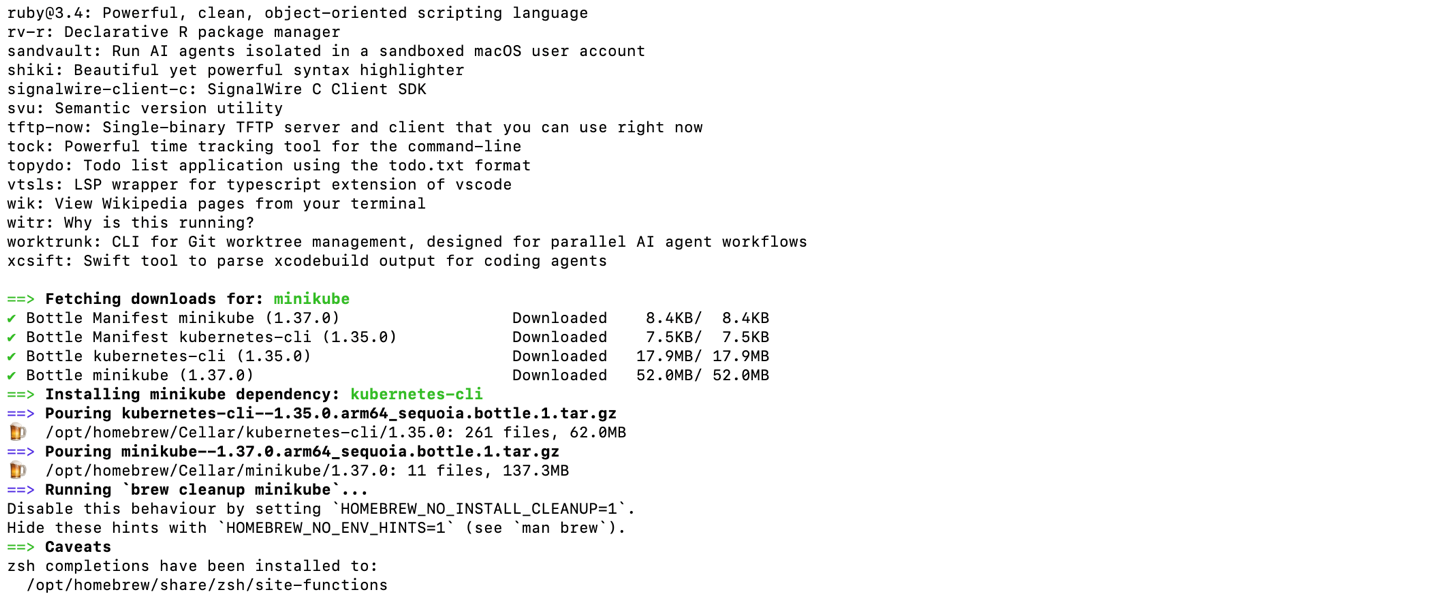 ruby@3.4: Powerful, clean, object-oriented scripting language
rv-r: Declarative R package manager
sandvault: Run AI agents isolated in a sandboxed macOS user account
shiki: Beautiful yet powerful syntax highlighter
signalwire-client-c: SignalWire C Client SDK
svu: Semantic version utility
tftp-now: Single-binary TFTP server and client that you can use right now
tock: Powerful time tracking tool for the command-line
topydo: Todo list application using the todo.txt format
vtsls: LSP wrapper for typescript extension of vscode
wik: View Wikipedia pages from your terminal
witr: Why is this running?
worktrunk: CLI for Git worktree management, designed for parallel AI agent workflows
xcsift: Swift tool to parse xcodebuild output for coding agents

==> Fetching downloads for: minikube
✔ Bottle Manifest minikube (1.37.0)                  Downloaded    8.4KB/  8.4KB
✔ Bottle Manifest kubernetes-cli (1.35.0)            Downloaded    7.5KB/  7.5KB
✔ Bottle kubernetes-cli (1.35.0)                     Downloaded   17.9MB/ 17.9MB
✔ Bottle minikube (1.37.0)                           Downloaded   52.0MB/ 52.0MB
==> Installing minikube dependency: kubernetes-cli
==> Pouring kubernetes-cli--1.35.0.arm64_sequoia.bottle.1.tar.gz
🍺  /opt/homebrew/Cellar/kubernetes-cli/1.35.0: 261 files, 62.0MB
==> Pouring minikube--1.37.0.arm64_sequoia.bottle.1.tar.gz
🍺  /opt/homebrew/Cellar/minikube/1.37.0: 11 files, 137.3MB
==> Running `brew cleanup minikube`...
Disable this behaviour by setting `HOMEBREW_NO_INSTALL_CLEANUP=1`.
Hide these hints with `HOMEBREW_NO_ENV_HINTS=1` (see `man brew`).
==> Caveats
zsh completions have been installed to:
  /opt/homebrew/share/zsh/site-functions